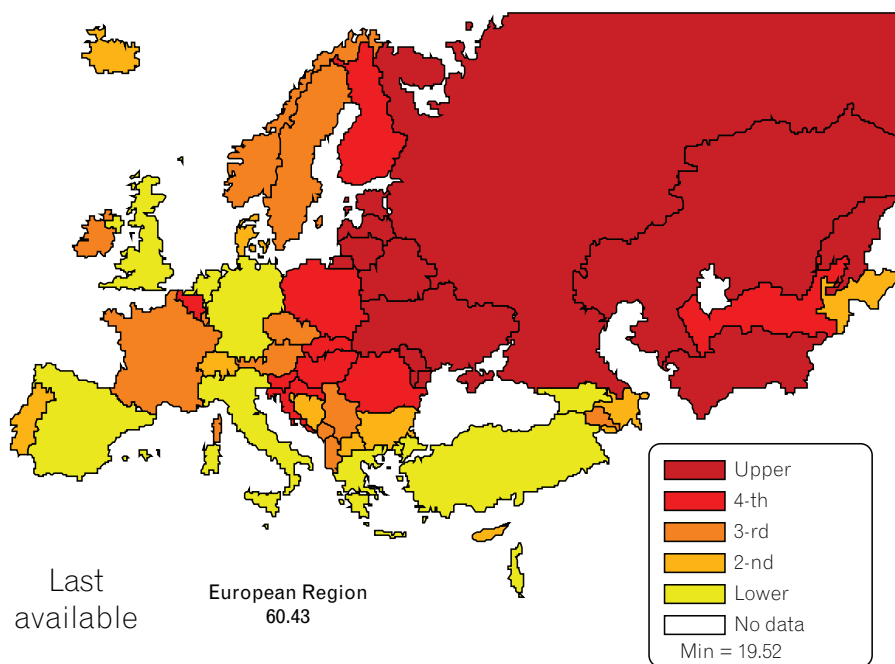 Upper
4-th
3-rd
2-nd
Lower
No data
Min = 19.52
Last
available
European Region
60.43